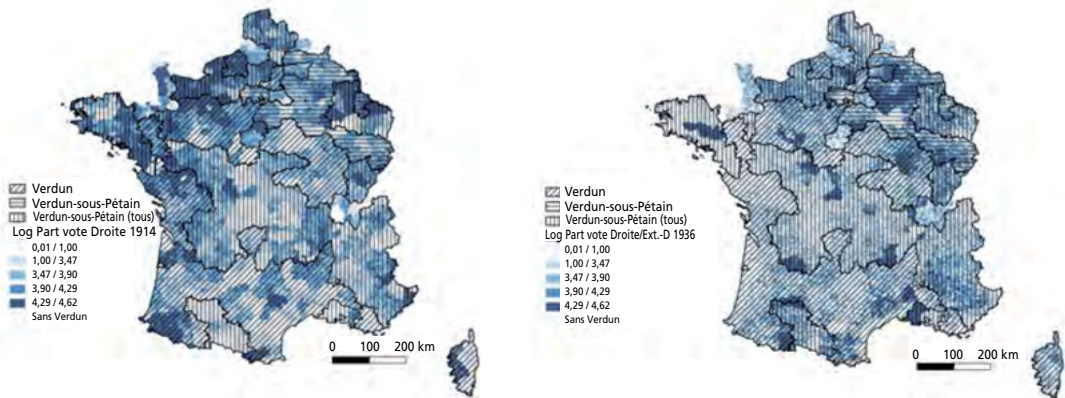 Verdun
Verdun-sous-Pétain
Verdun-sous-Pétain (tous)
Log Part vote Droite 1914
0,01 / 1,00
1,00 / 3,47
3,47 / 3,90
3,90 / 4,29
4,29 / 4,62
Sans Verdun
0 100 200 km
Verdun
Verdun-sous-Pétain
Verdun-sous-Pétain (tous)
Log Part vote Droite/Ext.-D 1936
0,01 / 1,00
1,00 / 3,47
3,47 / 3,90
3,90 / 4,29
4,29 / 4,62
Sans Verdun
0 100 200 km